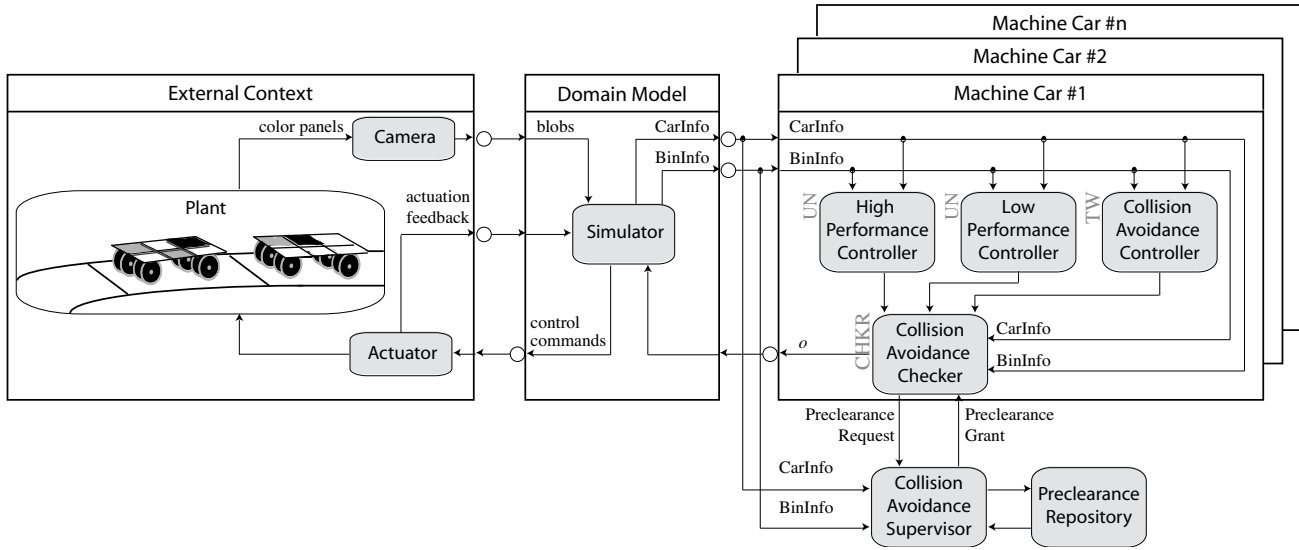 Machine Car #n
Machine Car #2
External Context
Domain Model
Machine Car #1
color panels
Camera
blobs
CarInfo
CarInfo
BinInfo
BinInfo
Plant
actuation
feedback
Simulator
UN
High
Performance
Controller
UN
Low
Performance
Controller
TW
Collision
Avoidance
Controller
control
commands
Actuator
o
CHKR
Collision
Avoidance
Checker
CarInfo
BinInfo
Preclearance
Request
Preclearance
Grant
CarInfo
BinInfo
Collision
Avoidance
Supervisor
Preclearance
Repository